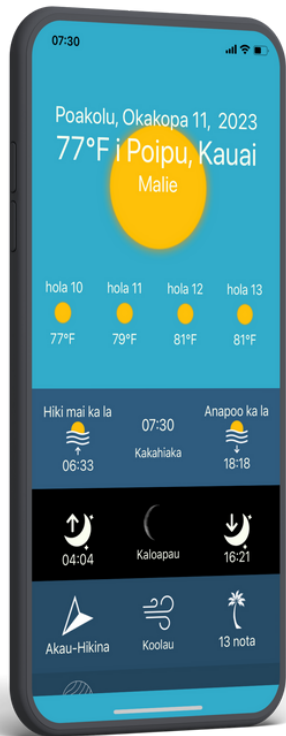 07:30
Poakolu, Okakopa 11, 2023
77°F i Poipu, Kauai
Malie
hola 10 hola 11 hola 12 hola 13
77°F 79°F 81°F 81°F
Hiki mai ka la 07:30 Anapoo ka la
06:33 Kakahiaka 18:18
04:04 Kaloapau 16:21
Akau-Hikina Koolau 13 nota